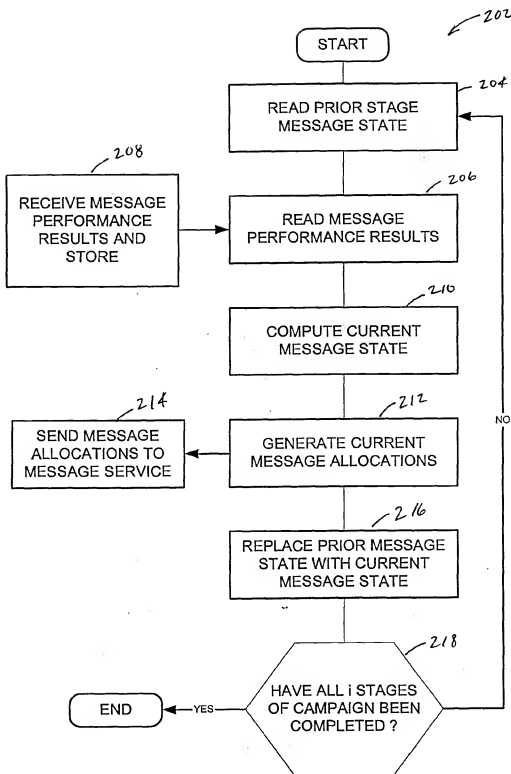 202
START
204
READ PRIOR STAGE
MESSAGE STATE
208
RECEIVE MESSAGE
PERFORMANCE
RESULTS AND
STORE
206
READ MESSAGE
PERFORMANCE RESULTS
210
COMPUTE CURRENT
MESSAGE STATE
214
SEND MESSAGE
ALLOCATIONS TO
MESSAGE SERVICE
212
GENERATE CURRENT
MESSAGE ALLOCATIONS
NO
216
REPLACE PRIOR MESSAGE
STATE WITH CURRENT
MESSAGE STATE
218
HAVE ALL i STAGES
OF CAMPAIGN BEEN
COMPLETED ?
YES
END